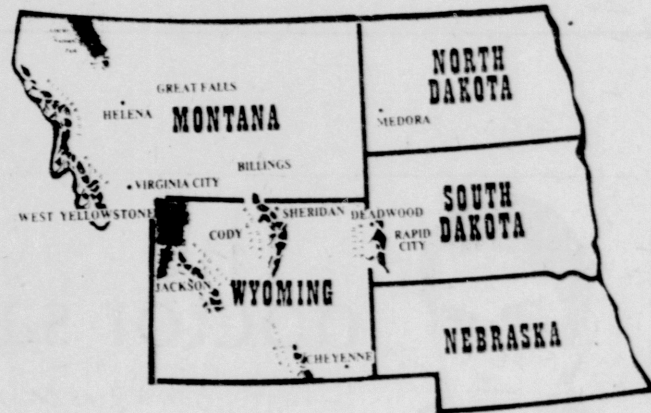 NORTH
DAKOTA
GREAT FALLS
HELENA
MONTANA
MEDORA
BILLINGS
VIRGINIA CITY
WEST YELLOWSTONE
SHERIDAN
DEADWOOD
SOUTH
DAKOTA
CODY
RAPID
CITY
JACKSON
WYOMING
NEBRASKA
CHEYENNE